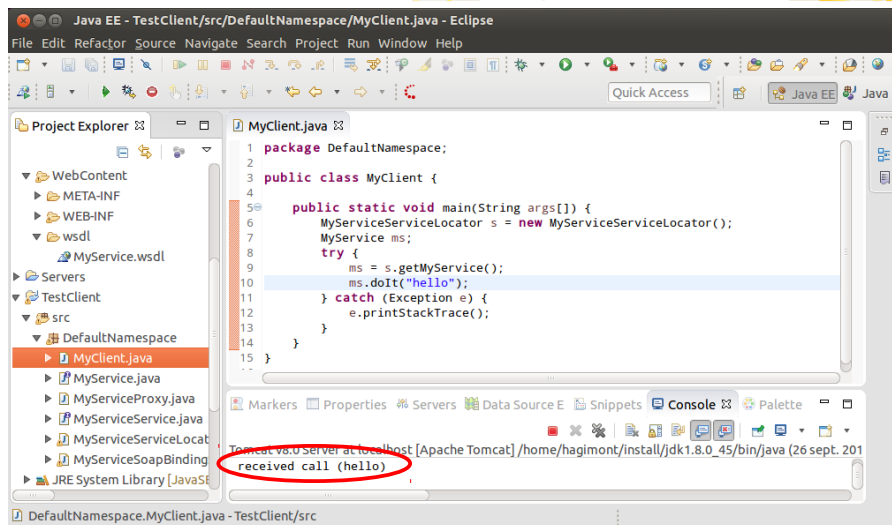 Java EE - TestClient/src/DefaultNamespace/MyClient.java - Eclipse
File Edit Refactor Source Navigate Search Project Run Window Help
Quick Access
Java EE
Java
Project Explorer
WebContent
META-INF
WEB-INF
wsdl
MyService.wsdl
Servers
TestClient
src
DefaultNamespace
MyClient.java
MyService.java
MyServiceProxy.java
MyServiceService.java
MyServiceServiceLocat
MyServiceSoapBinding
JRE System Library [JavaSE
MyClient.java
1 package DefaultNamespace;
2
3 public class MyClient {
4
5 public static void main(String args[]) {
6 MyServiceServiceLocator s = new MyServiceServiceLocator();
7 MyService ms;
8 try {
9 ms = s.getMyService();
10 ms.doIt("hello");
11 } catch (Exception e) {
12 e.printStackTrace();
13 }
14 }
15 }
Markers Properties Servers Data Source E Snippets Console Palette
Tomcat v8.0 Server at localhost [Apache Tomcat] /home/hagimont/install/jdk1.8.0_45/bin/java (26 sept. 201
received call (hello)
DefaultNamespace.MyClient.java - TestClient/src